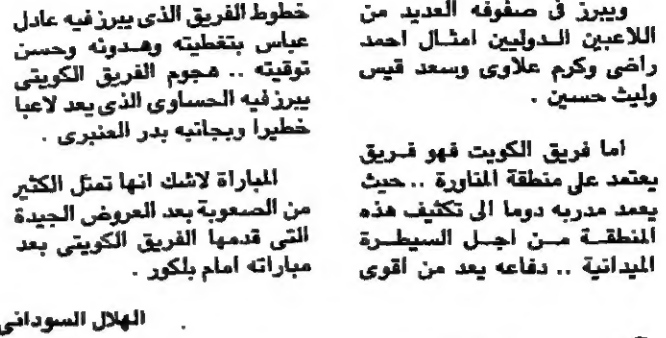 ويبرز فى صفوفه العديد من
اللاعبين الدوليين امثال احمد
راضى وكرم علاوى وسعد قيس
وليث حسين .
اما فريق الكويت فهو فريق
يعتمد على منطقة المناورة .. حيث
يعمد مدربه دوما الى تكثيف هذه
المنطقة من اجل السيطرة
الميدانية .. دفاعه يعد من اقوى
خطوط الفريق الذى يبرز فيه عادل
عباس بتغطيته وهدوئه وحسن
توقيته .. هجوم الفريق الكويتى
يبرز فيه الحساوى الذى يعد لاعبا
خطيرا وبجانبه بدر العنبرى .
المباراة لاشك انها تمثل الكثير
من الصعوبة بعد العروض الجيدة
التى قدمها الفريق الكويتى بعد
مباراته امام بلكور .
الهلال السودانى